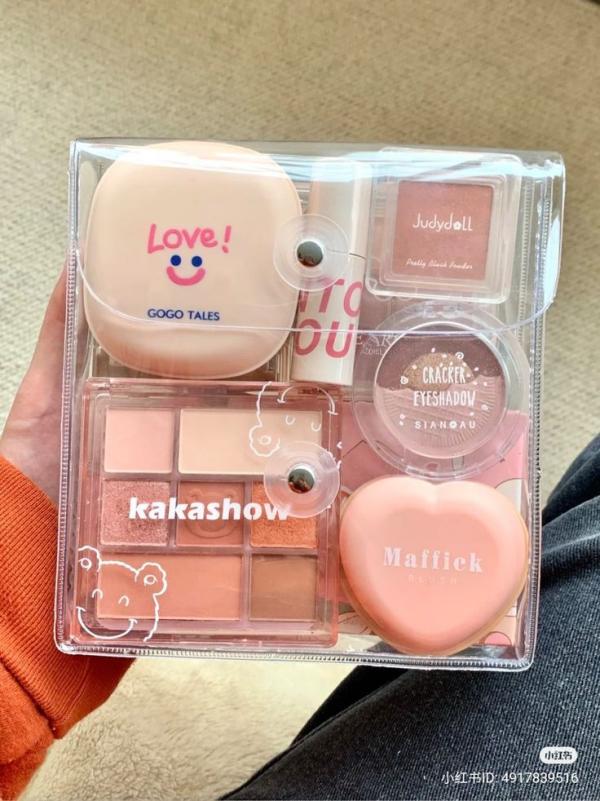 Love!
GOGO TALES
Judydoll
Pretty Blush Powder
OU
CRACKER
EYESHADOW
SIANOAU
kakashow
Maffick
BLUSH
小红书
小红书ID: 4917839516